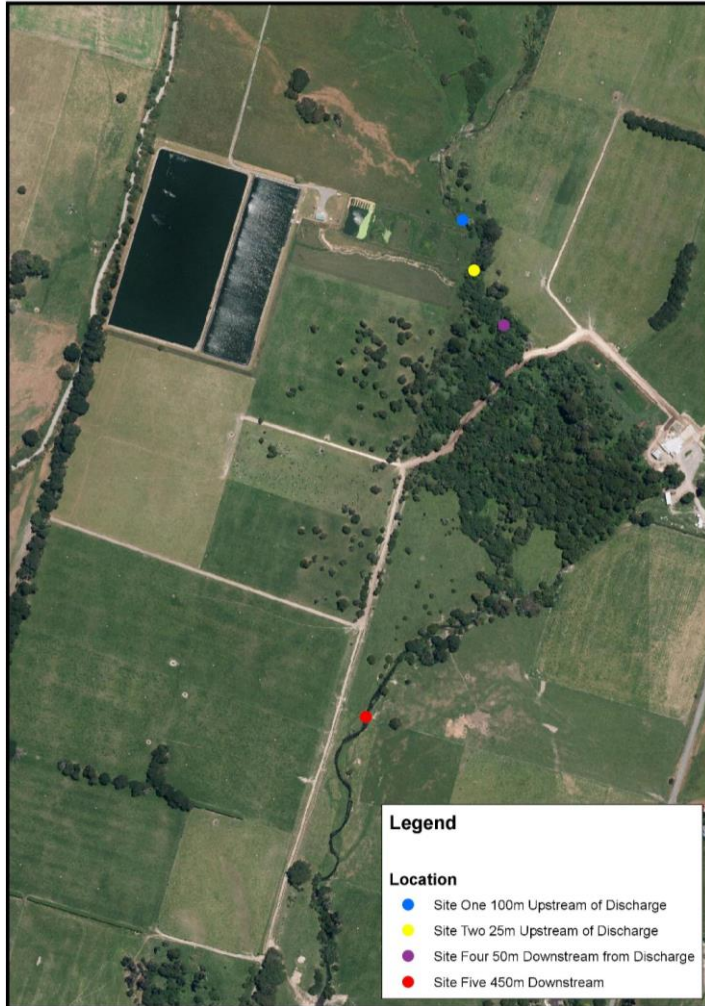 Legend
Location
Site One 100m Upstream of Discharge
Site Two 25m Upstream of Discharge
Site Four 50m Downstream from Discharge
Site Five 450m Downstream